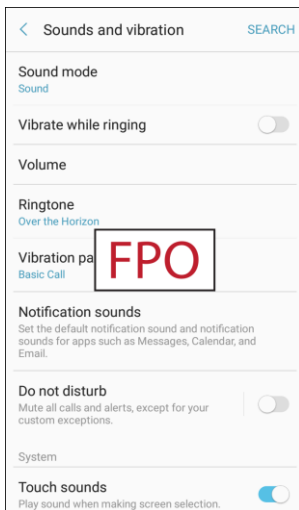 Sounds and vibration SEARCH
Sound mode
Sound
Vibrate while ringing
Volume
Ringtone
Over the Horizon
Vibration pa
FPO
Basic Call
Notification sounds
Set the default notification sound and notification
sounds for apps such as Messages, Calendar, and
Email.
Do not disturb
Mute all calls and alerts, except for your
custom exceptions.
System
Touch sounds
Play sound when making screen selection.